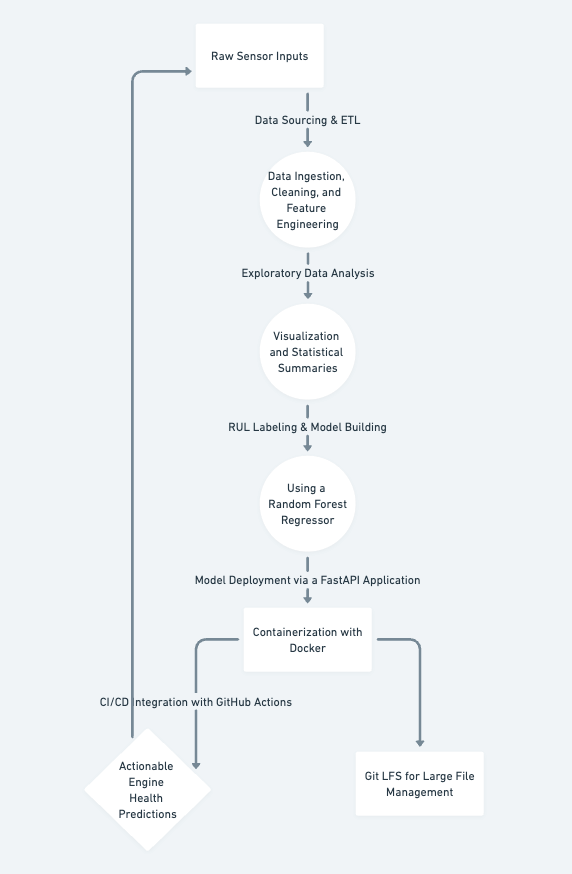 Raw Sensor Inputs
Data Sourcing & ETL
Data Ingestion,
Cleaning, and
Feature
Engineering
Exploratory Data Analysis
Visualization
and Statistical
Summaries
RUL Labeling & Model Building
Using a
Random Forest
Regressor
Model Deployment via a FastAPI Application
Containerization with
Docker
CI/CD Integration with GitHub Actions
Actionable
Engine
Health
Predictions
Git LFS for Large File
Management